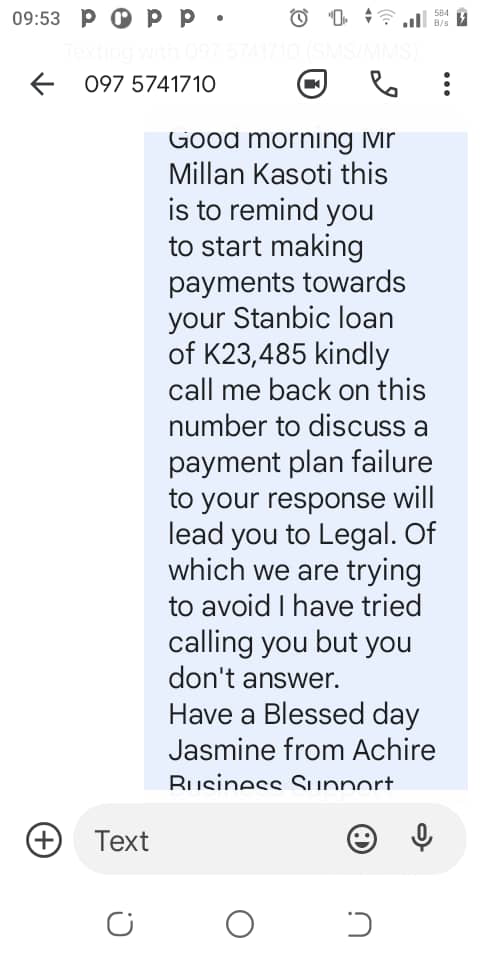 09:53
584
B/s
Texting with 097 5741710 (SMS/MMS)
097 5741710
Good morning Mr
Millan Kasoti this
is to remind you
to start making
payments towards
your Stanbic loan
of K23,485 kindly
call me back on this
number to discuss a
payment plan failure
to your response will
lead you to Legal. Of
which we are trying
to avoid I have tried
calling you but you
don't answer.
Have a Blessed day
Jasmine from Achire
Business Support
Text